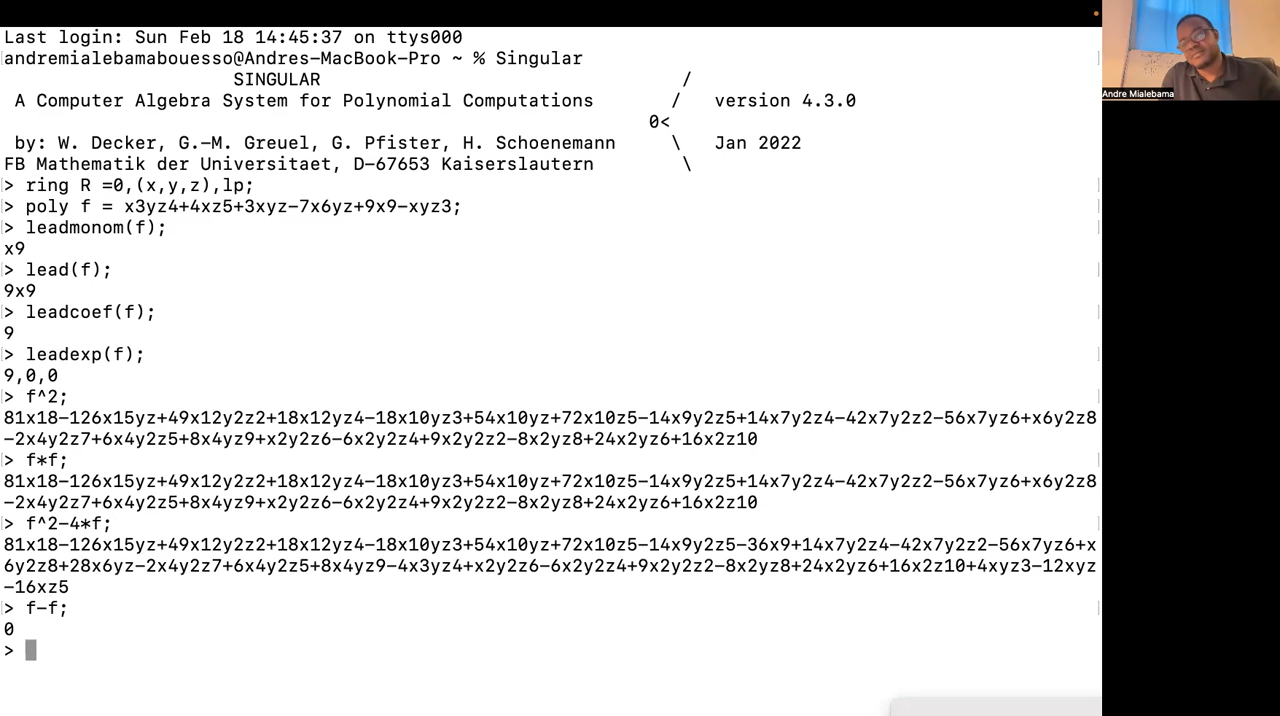 Last login: Sun Feb 18 14:45:37 on ttys000
andremialebamabouesso@Andres-MacBook-Pro ~ % Singular
SINGULAR /
A Computer Algebra System for Polynomial Computations / version 4.3.0
0<
by: W. Decker, G.-M. Greuel, G. Pfister, H. Schoenemann \ Jan 2022
FB Mathematik der Universitaet, D-67653 Kaiserslautern \
> ring R =0,(x,y,z),lp;
> poly f = x3yz4+4xz5+3xyz-7x6yz+9x9-xyz3;
> leadmonom(f);
x9
> lead(f);
9x9
> leadcoef(f);
9
> leadexp(f);
9,0,0
> f^2;
81x18-126x15yz+49x12y2z2+18x12yz4-18x10yz3+54x10yz+72x10z5-14x9y2z5+14x7y2z4-42x7y2z2-56x7yz6+x6y2z8
-2x4y2z7+6x4y2z5+8x4yz9+x2y2z6-6x2y2z4+9x2y2z2-8x2yz8+24x2yz6+16x2z10
> f*f;
81x18-126x15yz+49x12y2z2+18x12yz4-18x10yz3+54x10yz+72x10z5-14x9y2z5+14x7y2z4-42x7y2z2-56x7yz6+x6y2z8
-2x4y2z7+6x4y2z5+8x4yz9+x2y2z6-6x2y2z4+9x2y2z2-8x2yz8+24x2yz6+16x2z10
> f^2-4*f;
81x18-126x15yz+49x12y2z2+18x12yz4-18x10yz3+54x10yz+72x10z5-14x9y2z5-36x9+14x7y2z4-42x7y2z2-56x7yz6+x
6y2z8+28x6yz-2x4y2z7+6x4y2z5+8x4yz9-4x3yz4+x2y2z6-6x2y2z4+9x2y2z2-8x2yz8+24x2yz6+16x2z10+4xyz3-12xyz
-16xz5
> f-f;
0
>
Andre Mialebama